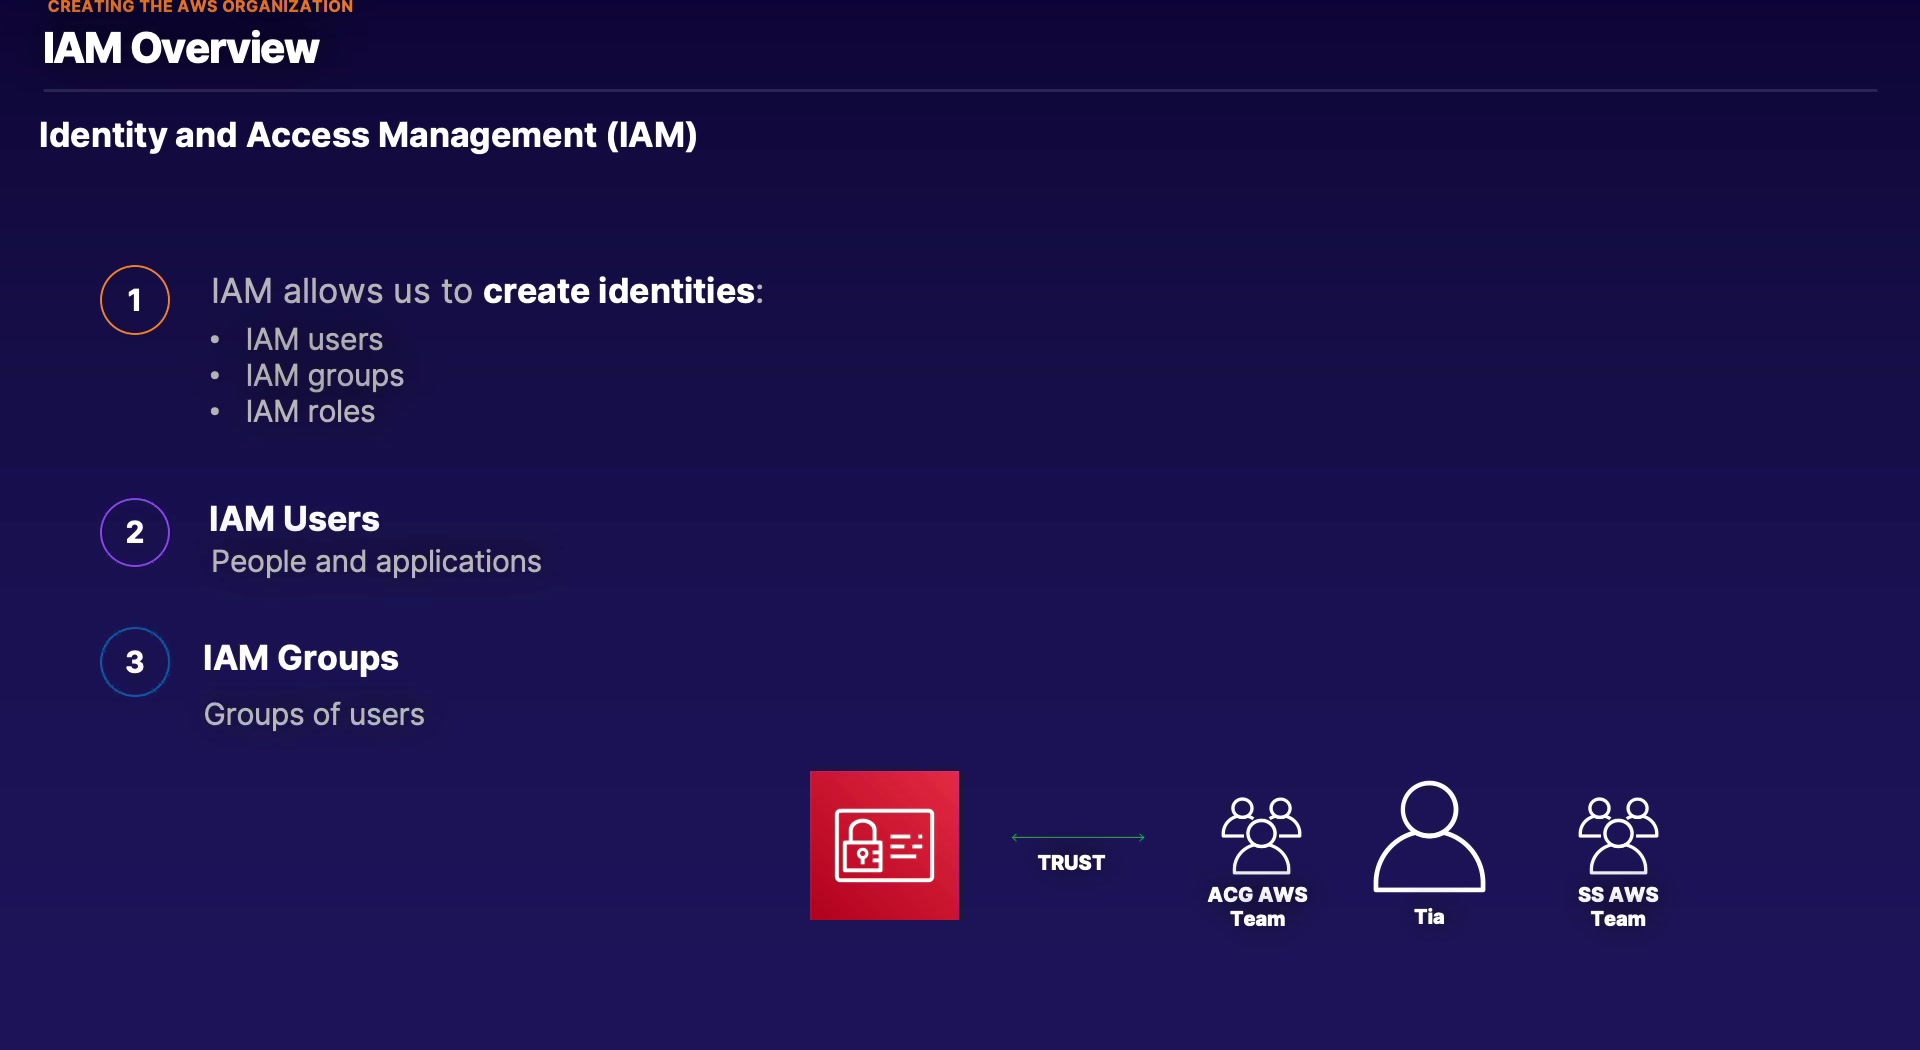 CREATING THE AWS ORGANIZATION
IAM Overview
Identity and Access Management (IAM)
1
IAM allows us to create identities:
• IAM users
• IAM groups
• IAM roles
2
IAM Users
People and applications
3
IAM Groups
Groups of users
TRUST
ACG AWS
Team
Tia
SS AWS
Team